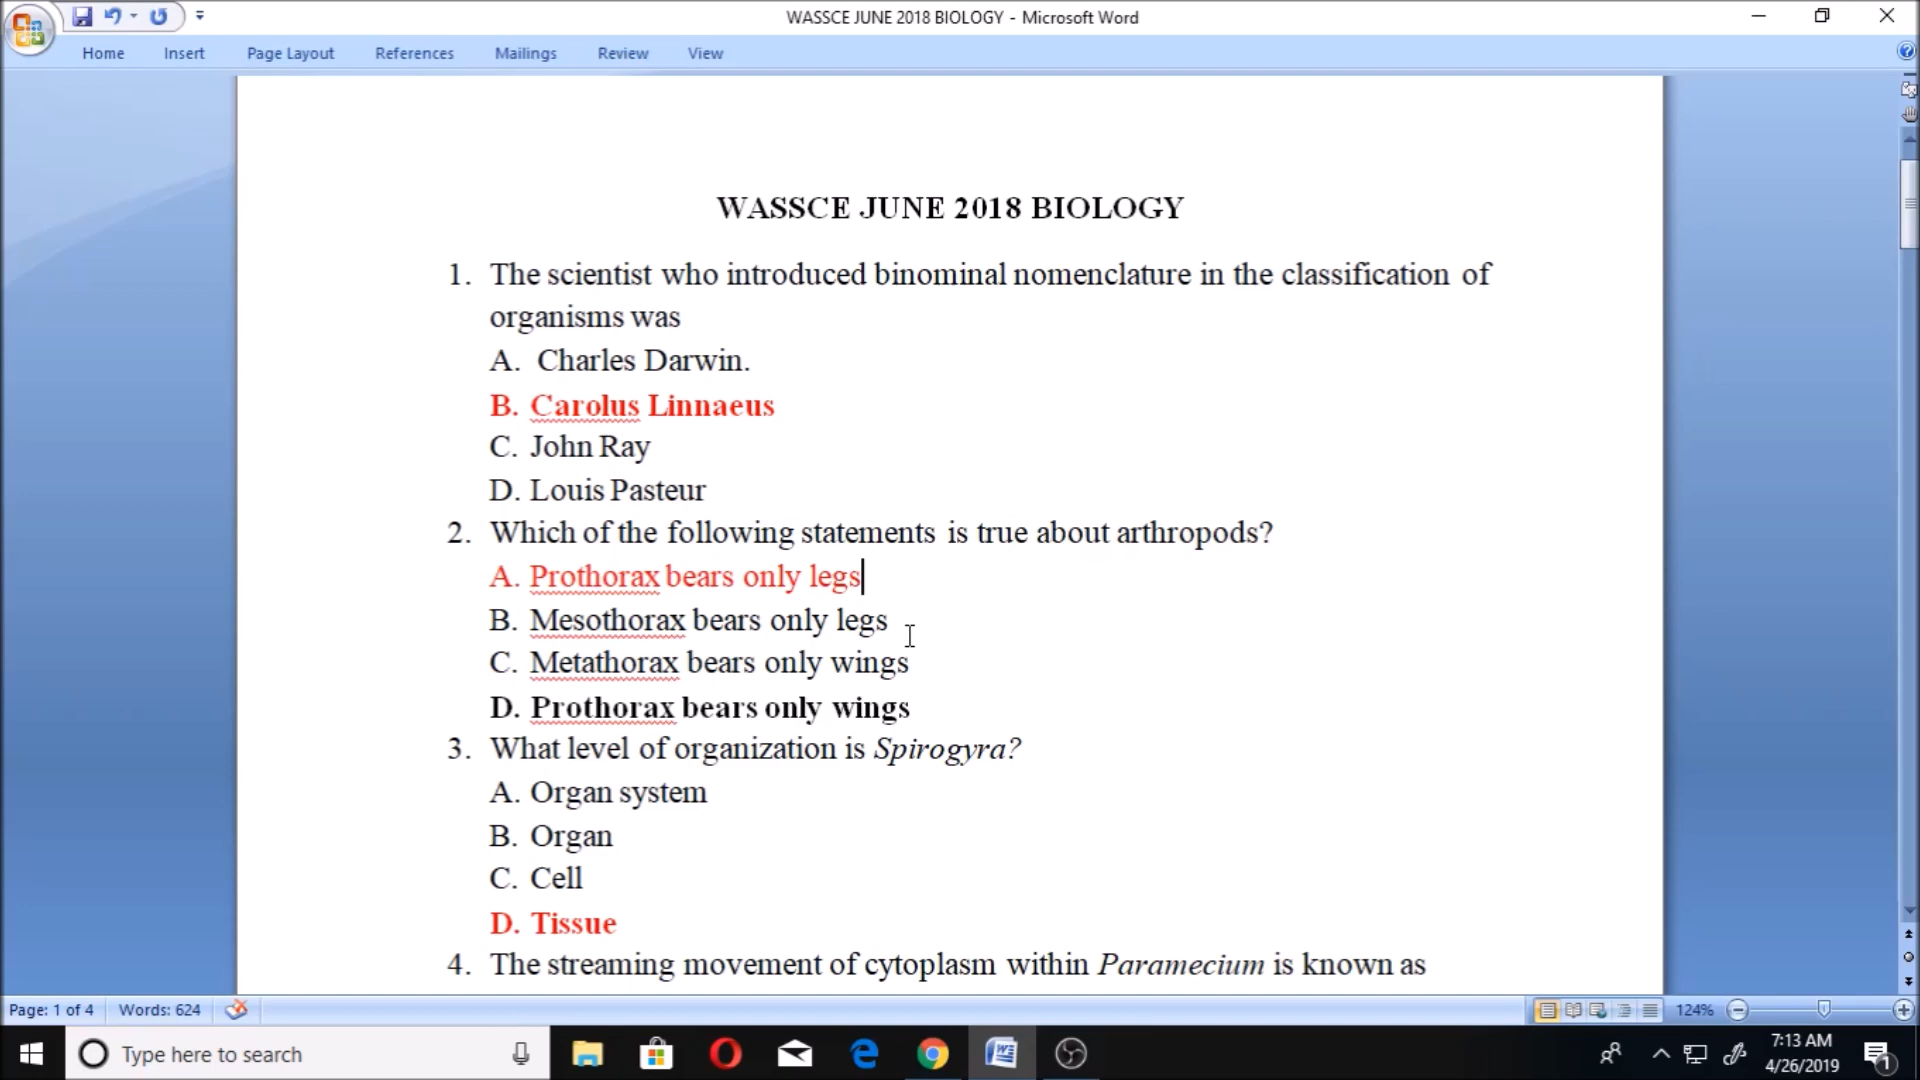 WASSCE JUNE 2018 BIOLOGY - Microsoft Word
Home Insert Page Layout References Mailings Review View
WASSCE JUNE 2018 BIOLOGY
1. The scientist who introduced binominal nomenclature in the classification of
organisms was
A. Charles Darwin.
B. Carolus Linnaeus
C. John Ray
D. Louis Pasteur
2. Which of the following statements is true about arthropods?
A. Prothorax bears only legs
B. Mesothorax bears only legs
C. Metathorax bears only wings
D. Prothorax bears only wings
3. What level of organization is Spirogyra?
A. Organ system
B. Organ
C. Cell
D. Tissue
4. The streaming movement of cytoplasm within Paramecium is known as
Page: 1 of 4 Words: 624 124%
Type here to search
7:13 AM
4/26/2019
1